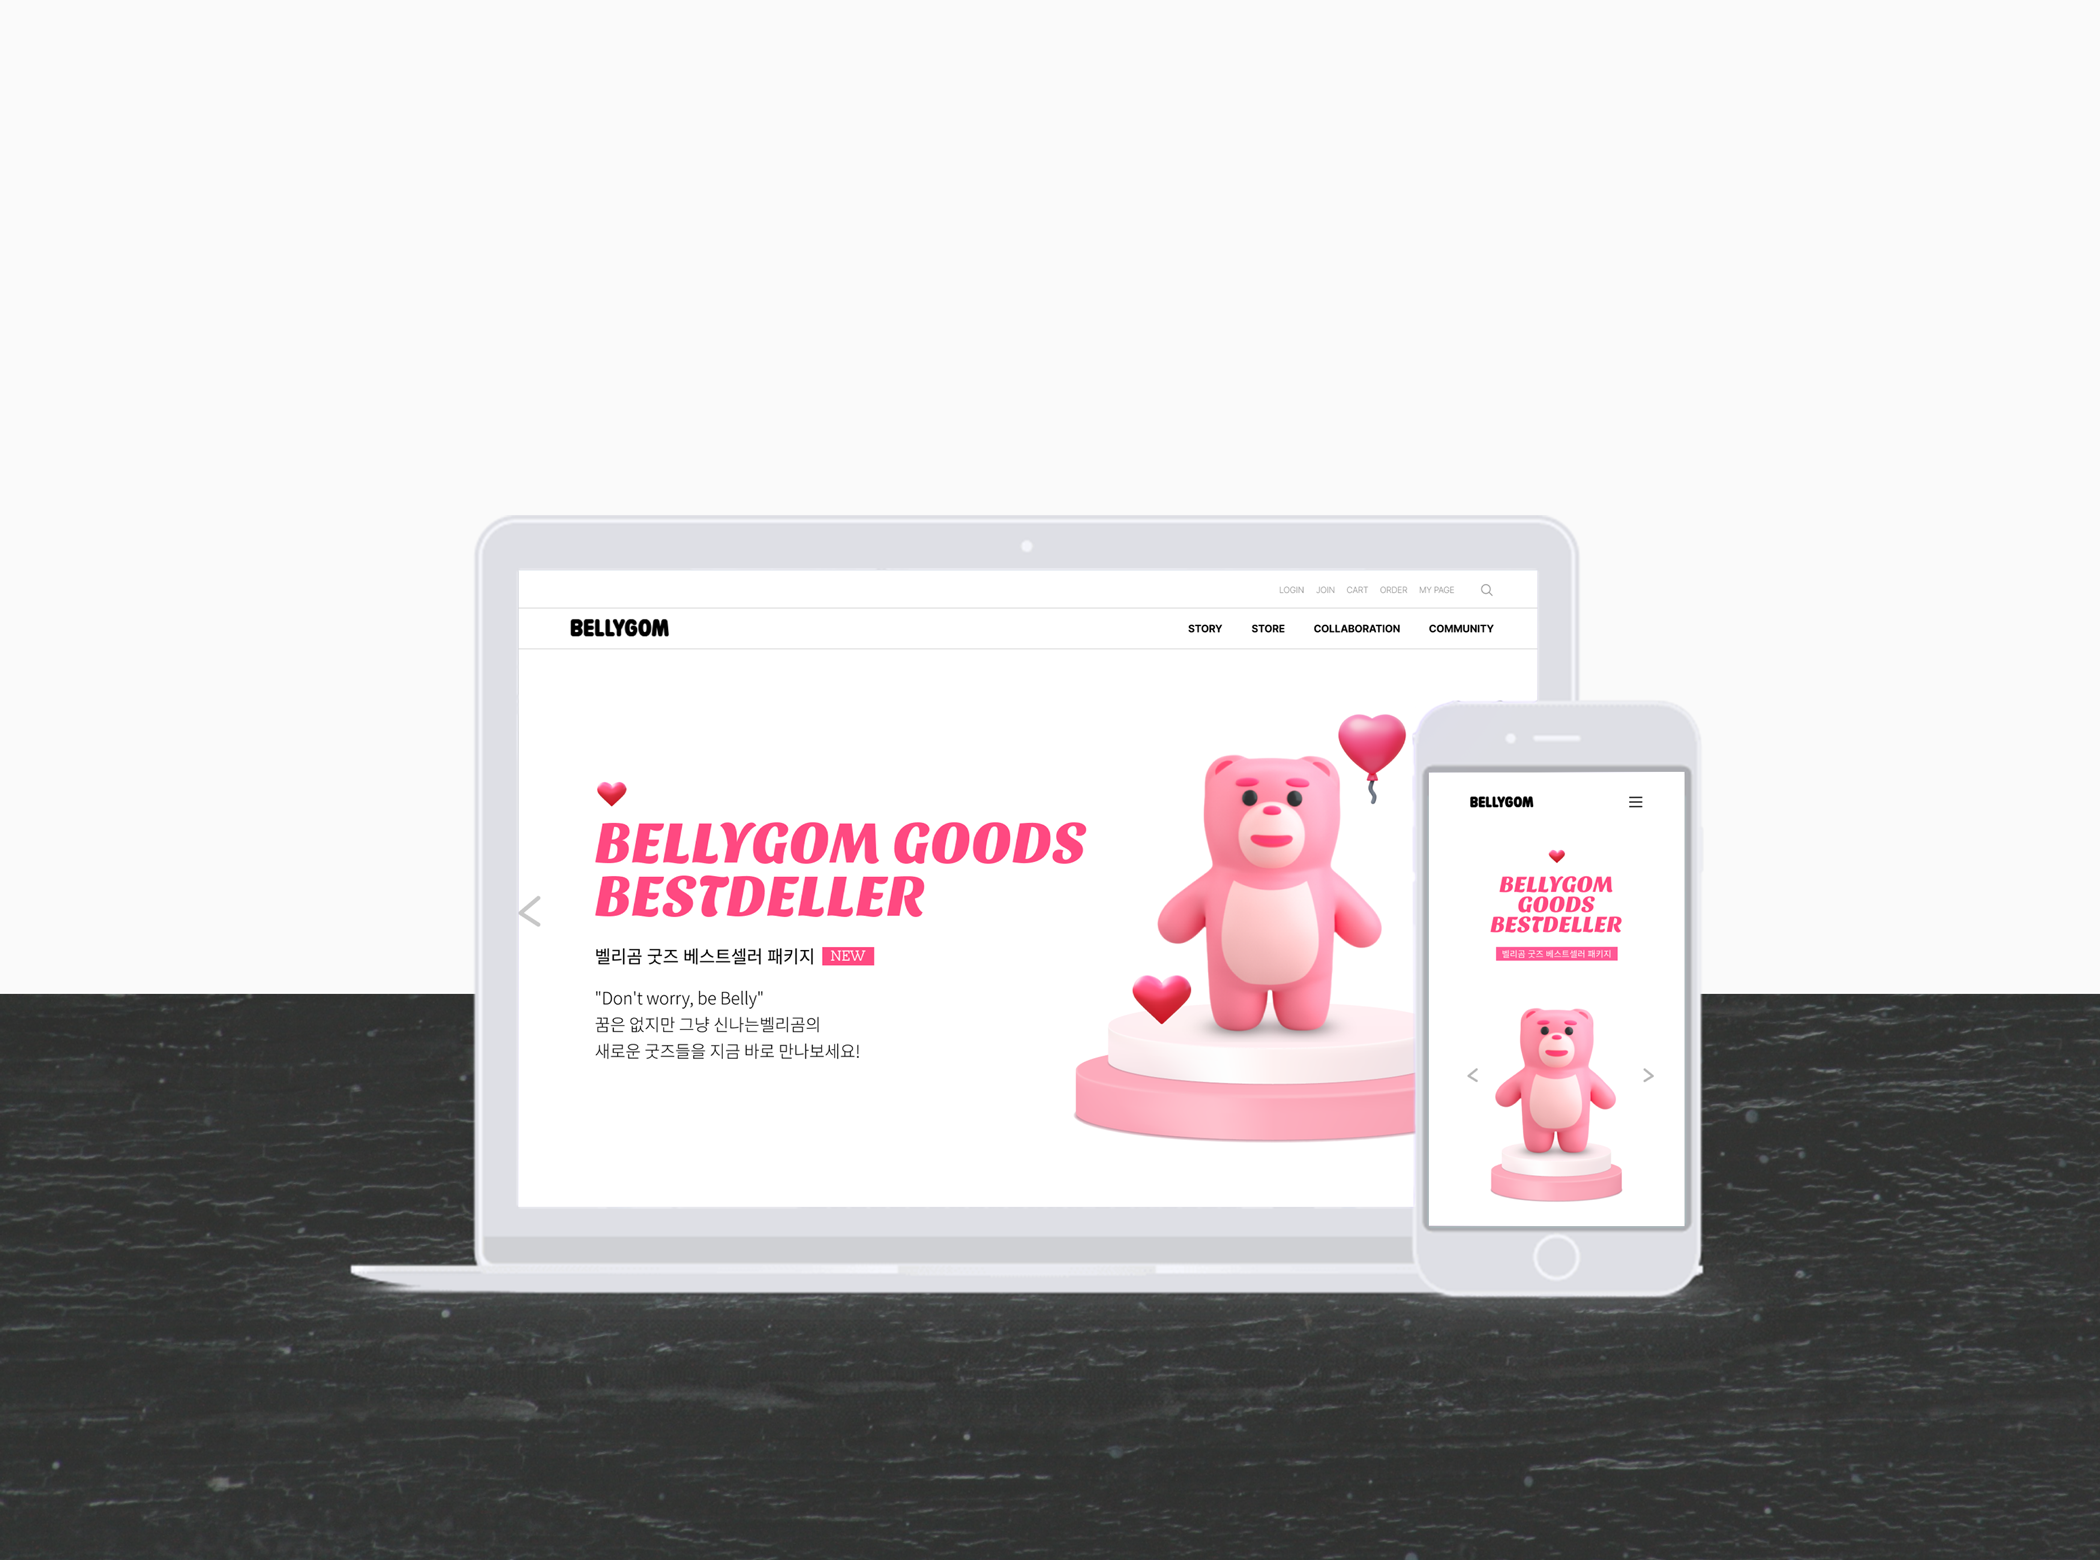 LOGIN JOIN CART ORDER MY PAGE
BELLYGOM STORY STORE COLLABORATION COMMUNITY
BELLYGOM GOODS
BESTDELLER
벨리곰 굿즈 베스트셀러 패키지 NEW
"Don't worry, be Belly"
꿈은 없지만 그냥 신나는벨리곰의
새로운 굿즈들을 지금 바로 만나보세요!
BELLYGOM
BELLYGOM
GOODS
BESTDELLER
벨리곰 굿즈 베스트셀러 패키지